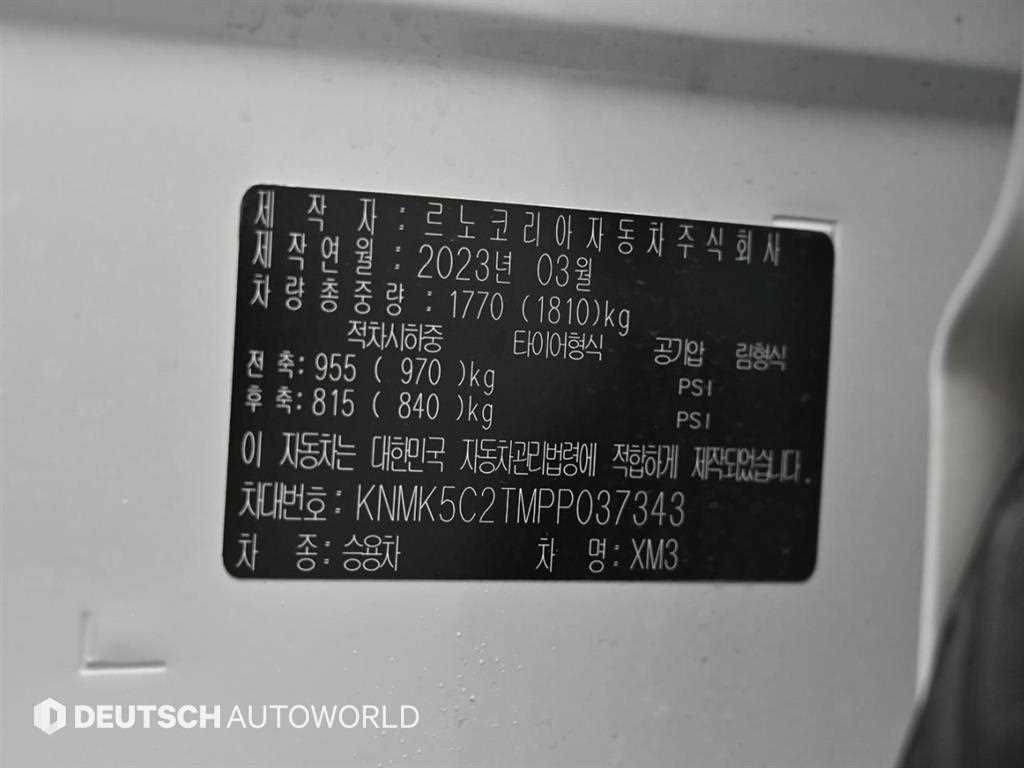 제 작 자 : 르노코리아자동차주식회사
제작연월 : 2023년 03월
차량총중량 : 1770 (1810)kg
적차시하중 타이어형식 공기압 림형식
전 축: 955 ( 970 )kg PSI
후 축: 815 ( 840 )kg PSI
이 자동차는 대한민국 자동차관리법령에 적합하게 제작되었습니다.
차대번호: KNMK5C2TMPP037343
차 종: 승용차 차 명: XM3
DEUTSCH AUTOWORLD